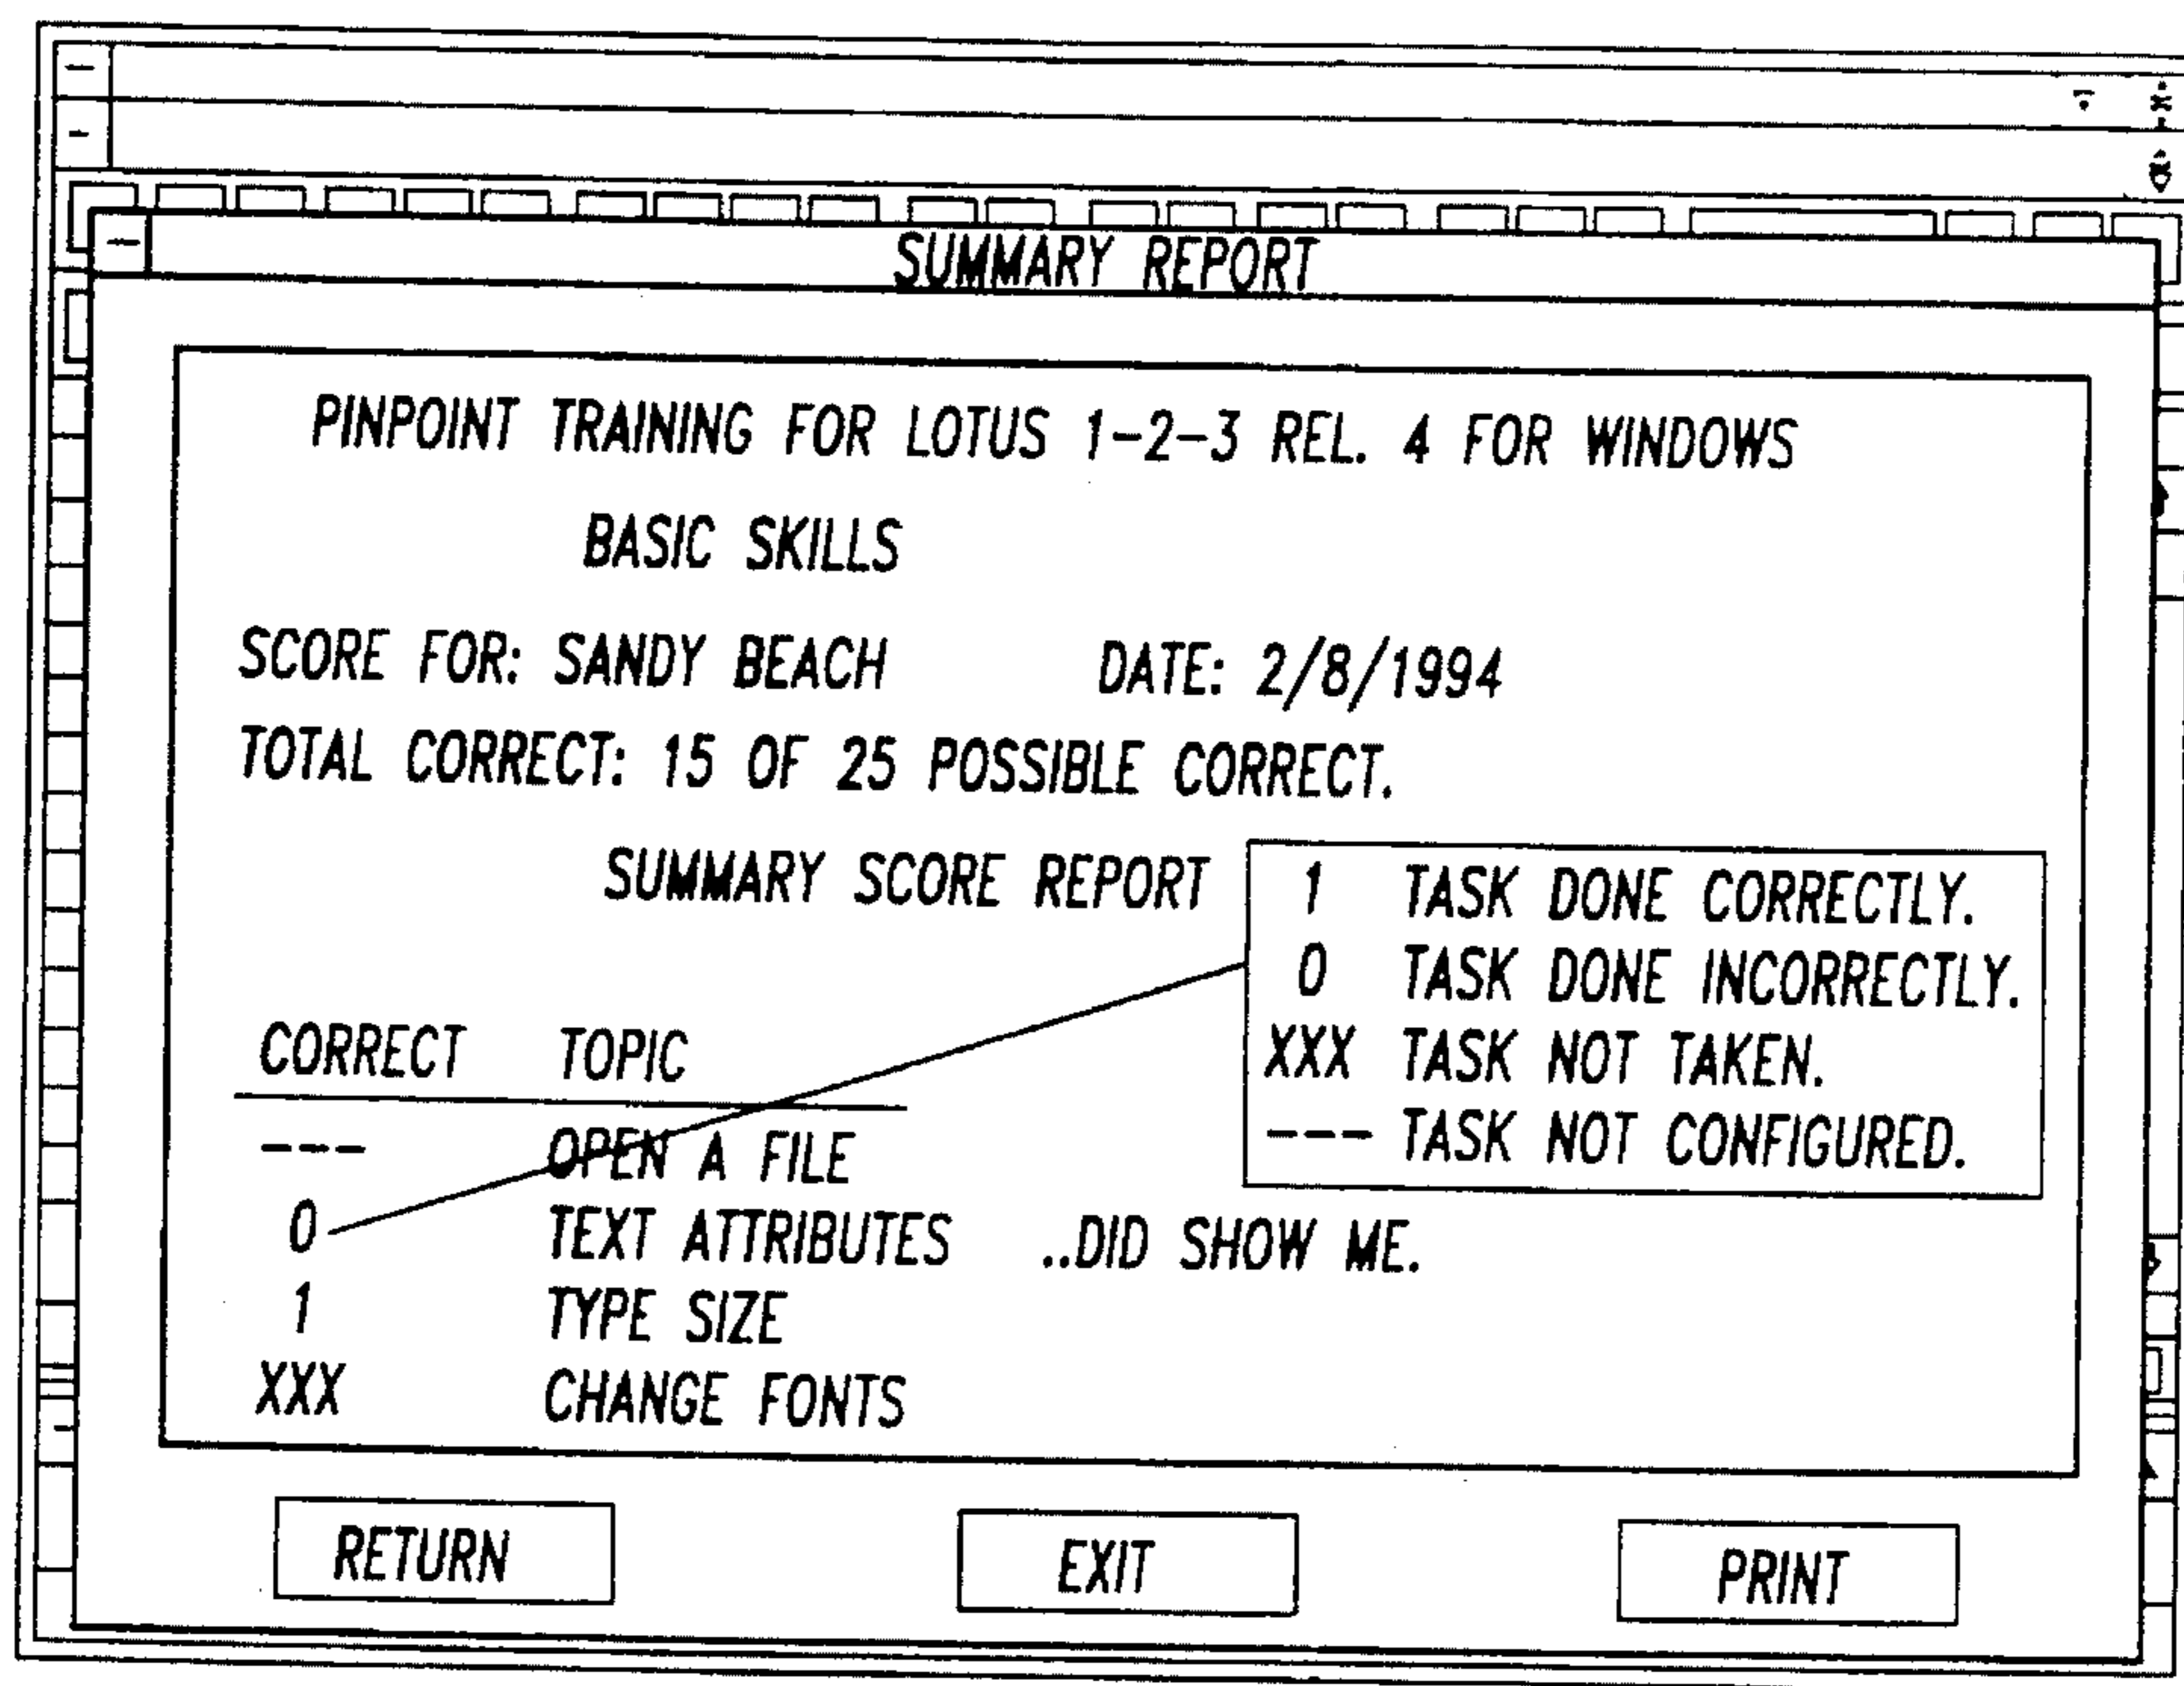 SUMMARY REPORT
PINPOINT TRAINING FOR LOTUS 1-2-3 REL. 4 FOR WINDOWS
BASIC SKILLS
SCORE FOR: SANDY BEACH DATE: 2/8/1994
TOTAL CORRECT: 15 OF 25 POSSIBLE CORRECT.
SUMMARY SCORE REPORT
1 TASK DONE CORRECTLY.
0 TASK DONE INCORRECTLY.
XXX TASK NOT TAKEN.
--- TASK NOT CONFIGURED.
CORRECT TOPIC
--- OPEN A FILE
0 TEXT ATTRIBUTES ..DID SHOW ME.
1 TYPE SIZE
XXX CHANGE FONTS
RETURN EXIT PRINT